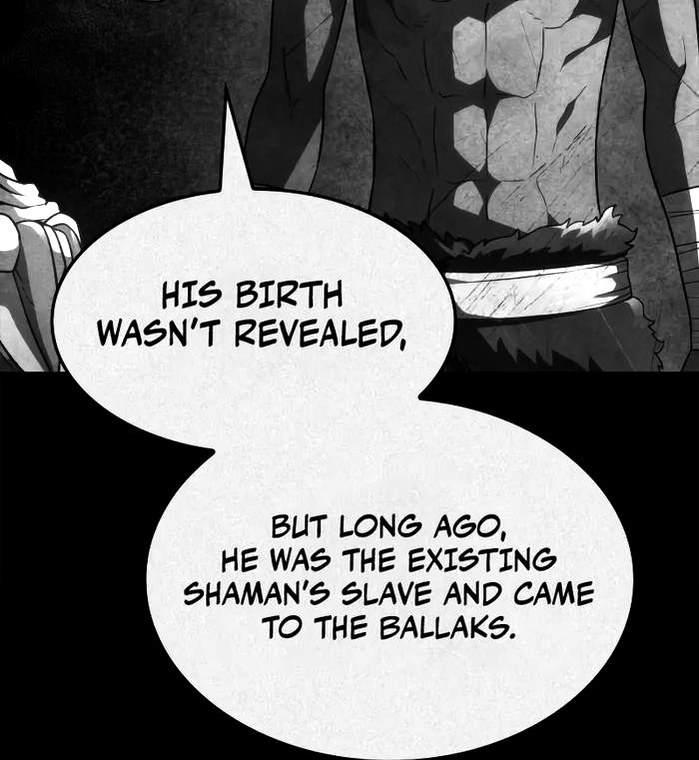 HIS BIRTH
WASN'T REVEALED,
BUT LONG AGO,
HE WAS THE EXISTING
SHAMAN'S SLAVE AND CAME
TO THE BALLAKS.